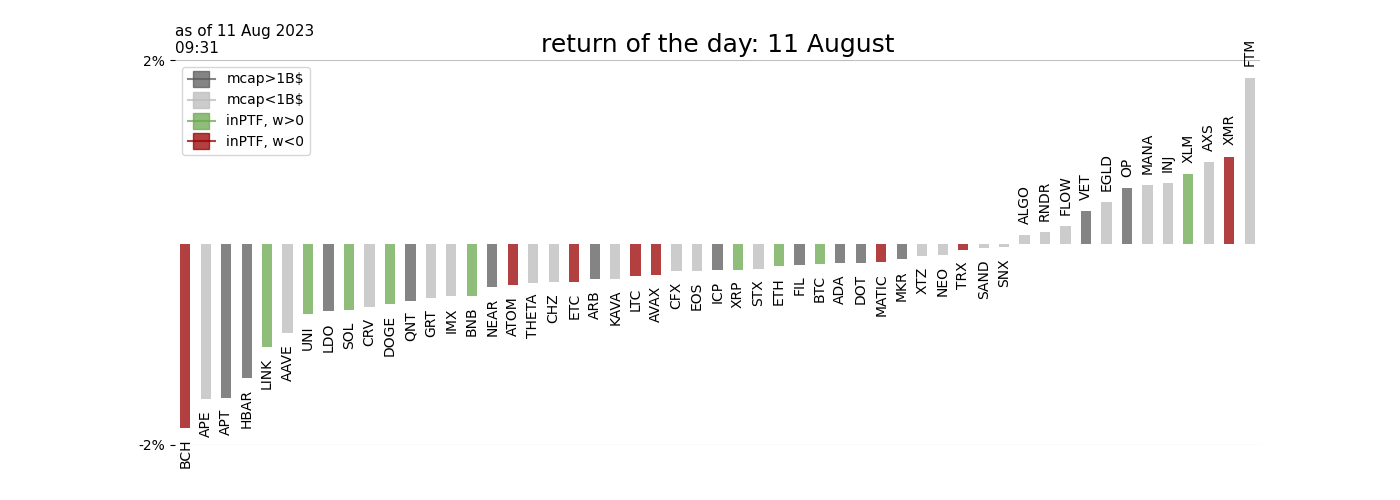 as of 11 Aug 2023
09:31
return of the day: 11 August
2%
mcap>1B$
mcap<1B$
inPTF, w>0
inPTF, w<0
-2%
BCH
APE
APT
HBAR
LINK
AAVE
UNI
LDO
SOL
CRV
DOGE
QNT
GRT
IMX
BNB
NEAR
ATOM
THETA
CHZ
ETC
ARB
KAVA
LTC
AVAX
CFX
EOS
ICP
XRP
STX
ETH
FIL
BTC
ADA
DOT
MATIC
MKR
XTZ
NEO
TRX
SAND
SNX
ALGO
RNDR
FLOW
VET
EGLD
OP
MANA
INJ
XLM
AXS
XMR
FTM